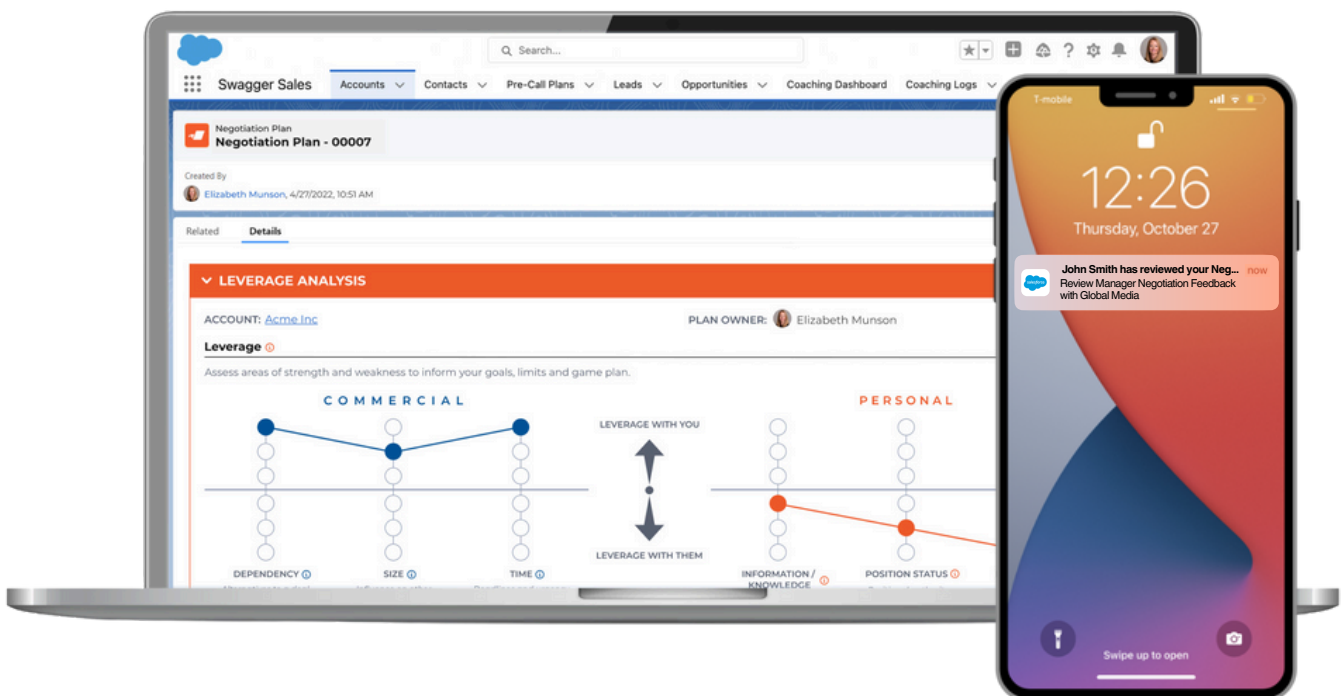 Search...
Swagger Sales
Accounts
Contacts
Pre-Call Plans
Leads
Opportunities
Coaching Dashboard
Coaching Logs
Negotiation Plan
Negotiation Plan - 00007
Created By
Elizabeth Munson, 4/27/2022, 10:51 AM
Related
Details
LEVERAGE ANALYSIS
ACCOUNT: Acme Inc
PLAN OWNER: Elizabeth Munson
Leverage
Assess areas of strength and weakness to inform your goals, limits and game plan.
COMMERCIAL
LEVERAGE WITH YOU
LEVERAGE WITH THEM
DEPENDENCY
SIZE
TIME
PERSONAL
INFORMATION /
KNOWLEDGE
POSITION STATUS
T-mobile
12:26
Thursday, October 27
John Smith has reviewed your Neg...
now
Review Manager Negotiation Feedback
with Global Media
Swipe up to open